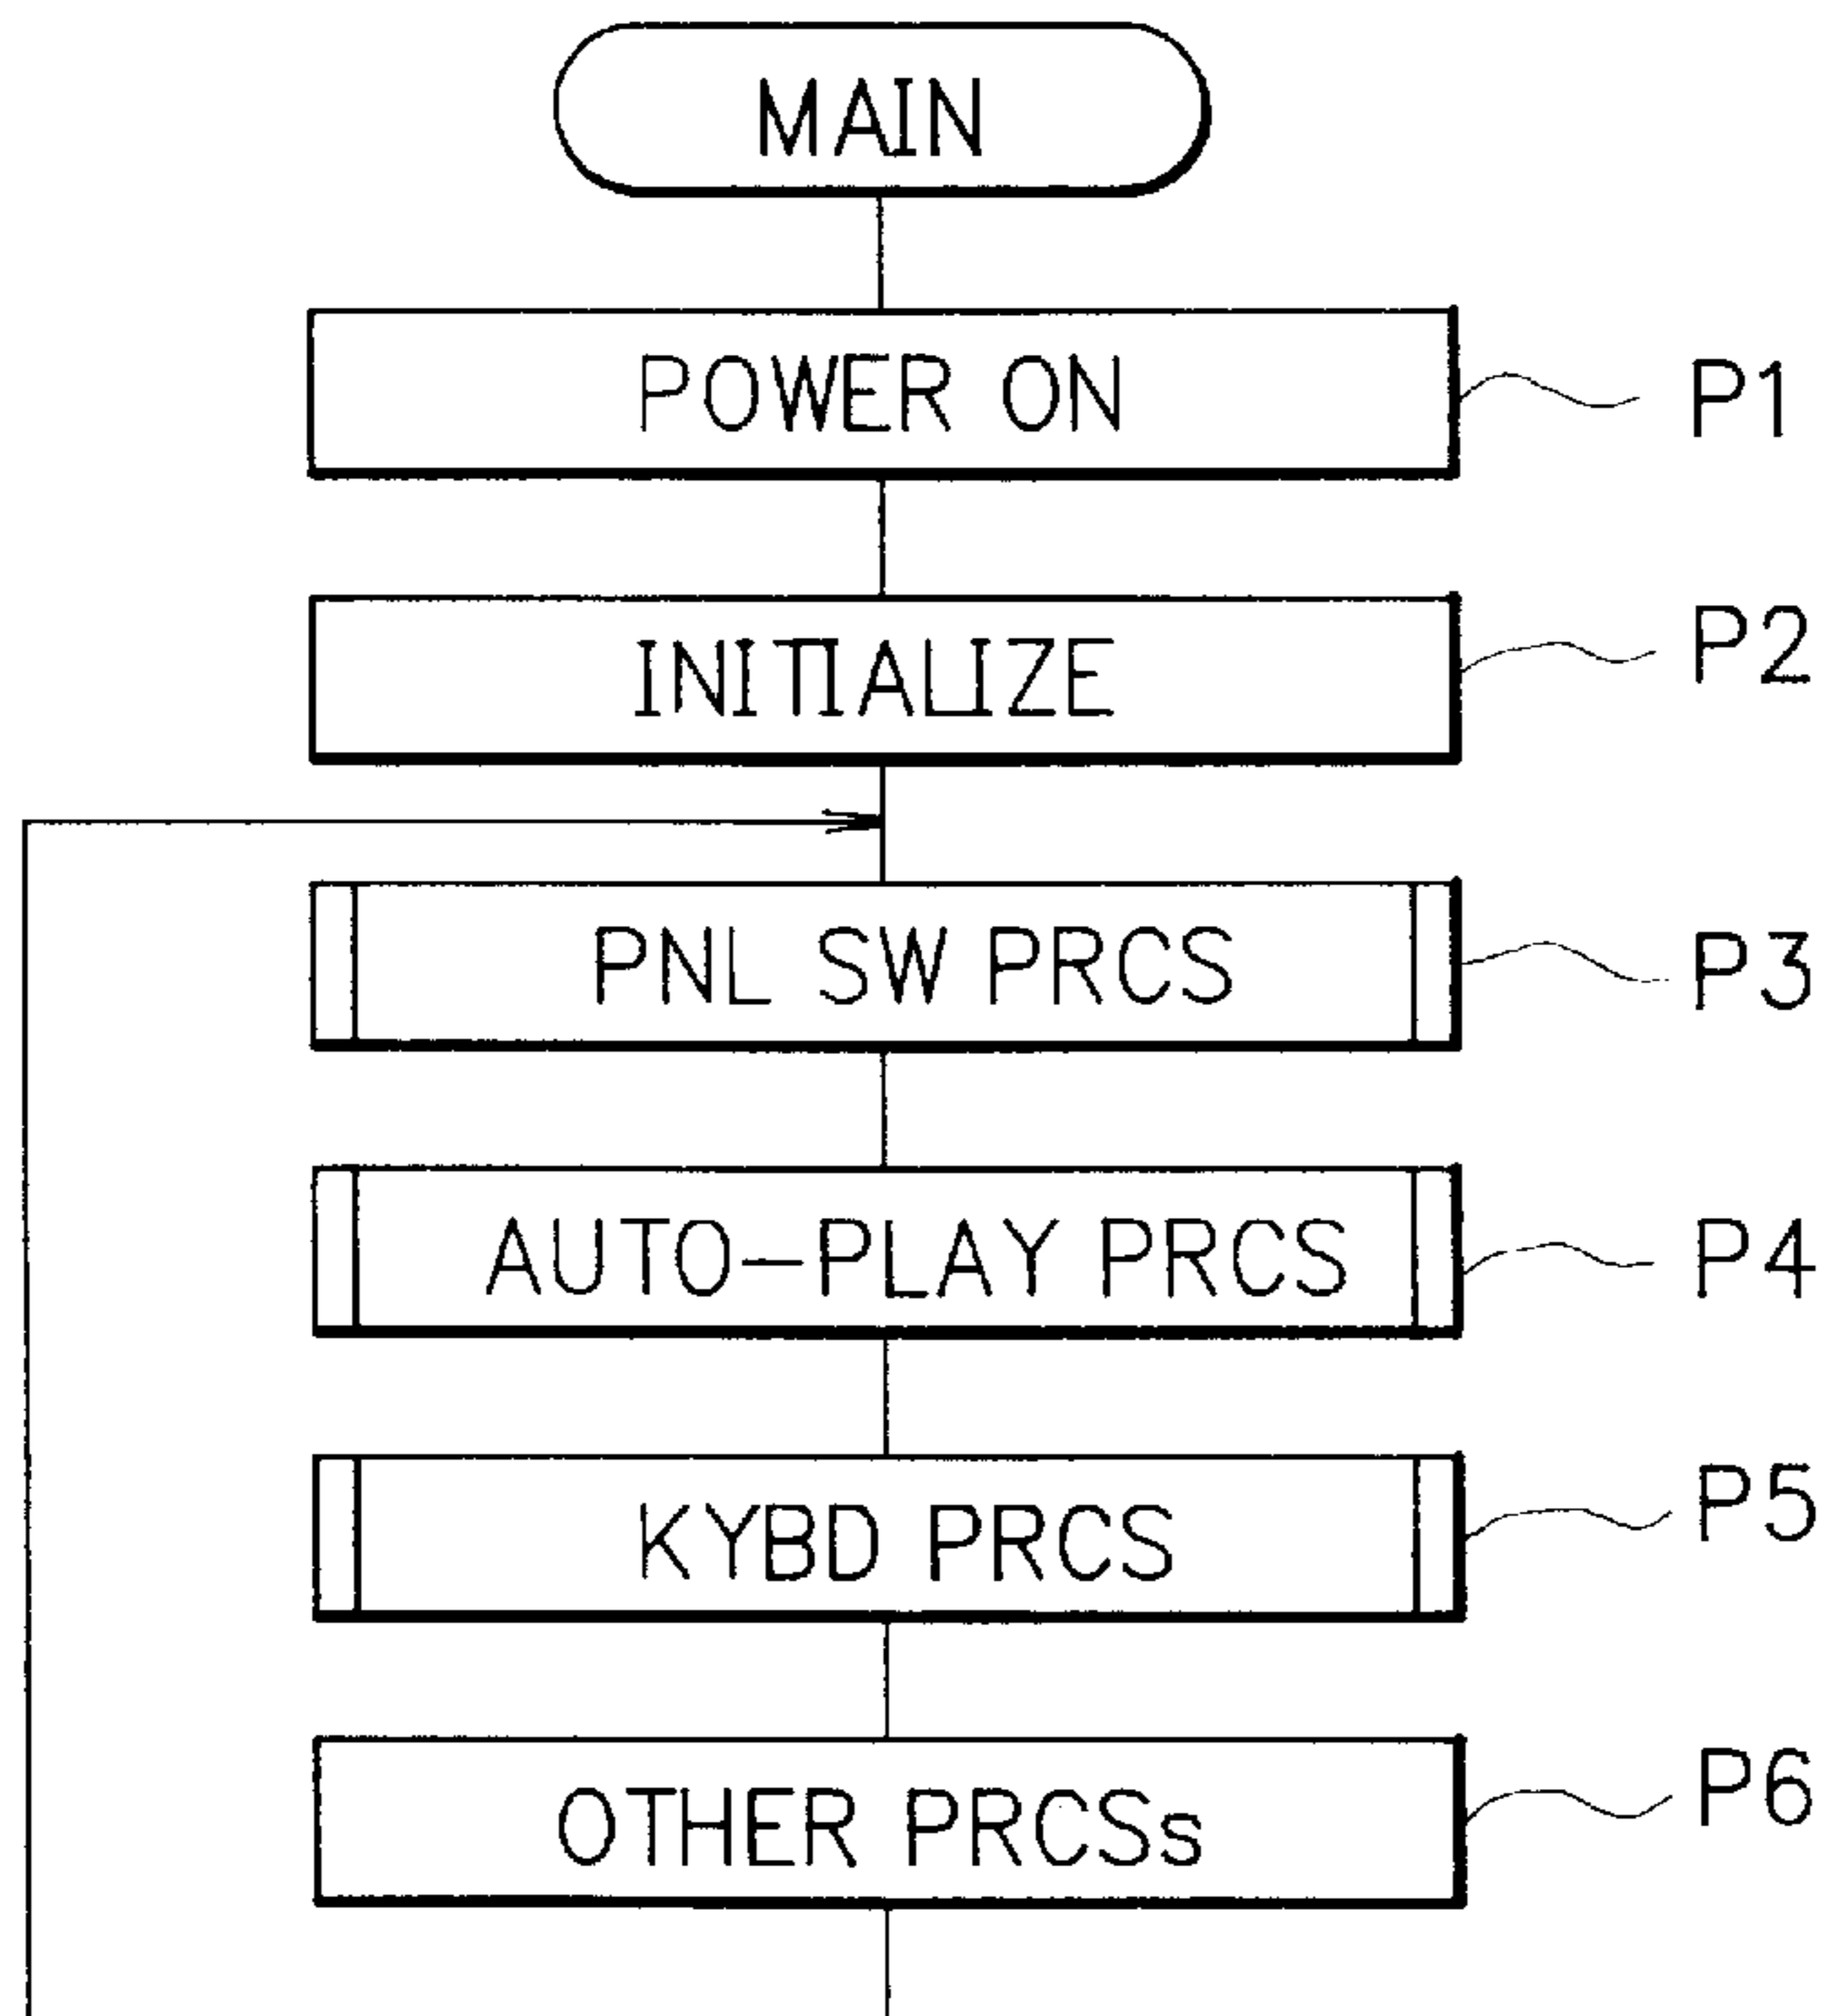 MAIN
POWER ON
P1
INITIALIZE
P2
PNL SW PRCS
P3
AUTO-PLAY PRCS
P4
KYBD PRCS
P5
OTHER PRCSs
P6